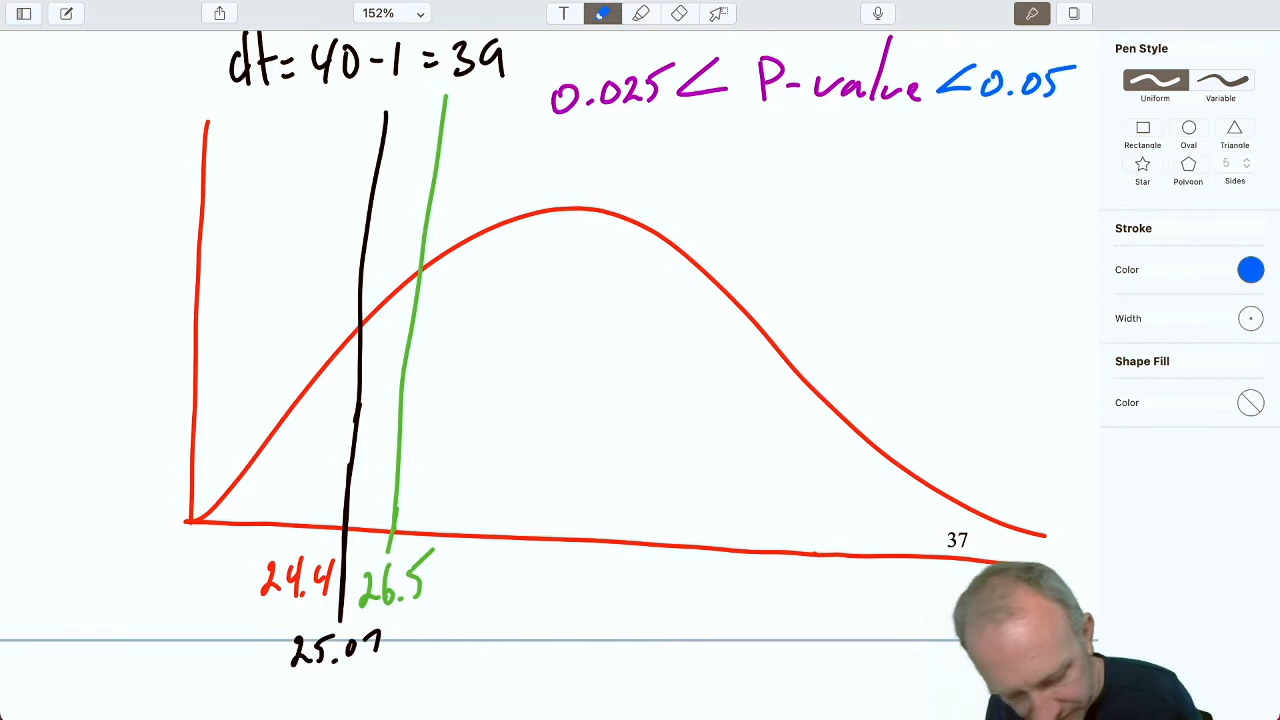 152%
T
df= 40-1 = 39
0.025 < P-value < 0.05
24.4
26.5
25.07
37
Pen Style
Uniform Variable
Rectangle Oval Triangle
5
Star Polygon Sides
Stroke
Color
Width
Shape Fill
Color